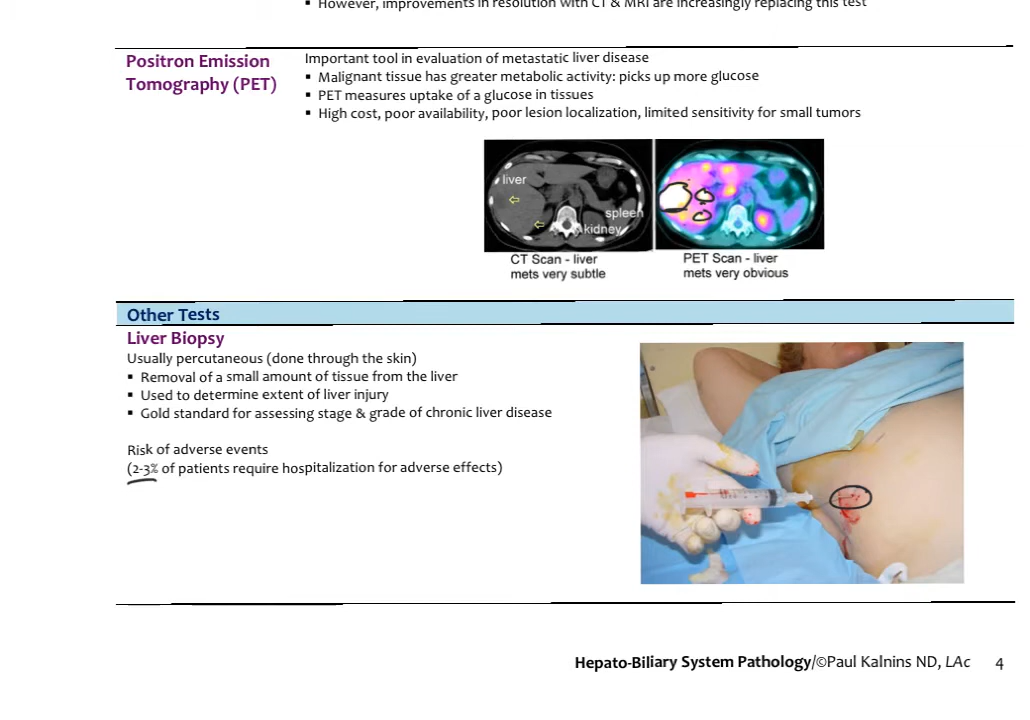 ▪ However, improvements in resolution with CT & MRI are increasingly replacing this test
Positron Emission
Tomography (PET)
Important tool in evaluation of metastatic liver disease
▪ Malignant tissue has greater metabolic activity: picks up more glucose
▪ PET measures uptake of a glucose in tissues
▪ High cost, poor availability, poor lesion localization, limited sensitivity for small tumors
liver
spleen
kidney
CT Scan - liver
mets very subtle
PET Scan - liver
mets very obvious
Other Tests
Liver Biopsy
Usually percutaneous (done through the skin)
▪ Removal of a small amount of tissue from the liver
▪ Used to determine extent of liver injury
▪ Gold standard for assessing stage & grade of chronic liver disease
Risk of adverse events
(2-3% of patients require hospitalization for adverse effects)
Hepato-Biliary System Pathology/©Paul Kalnins ND, LAc 4